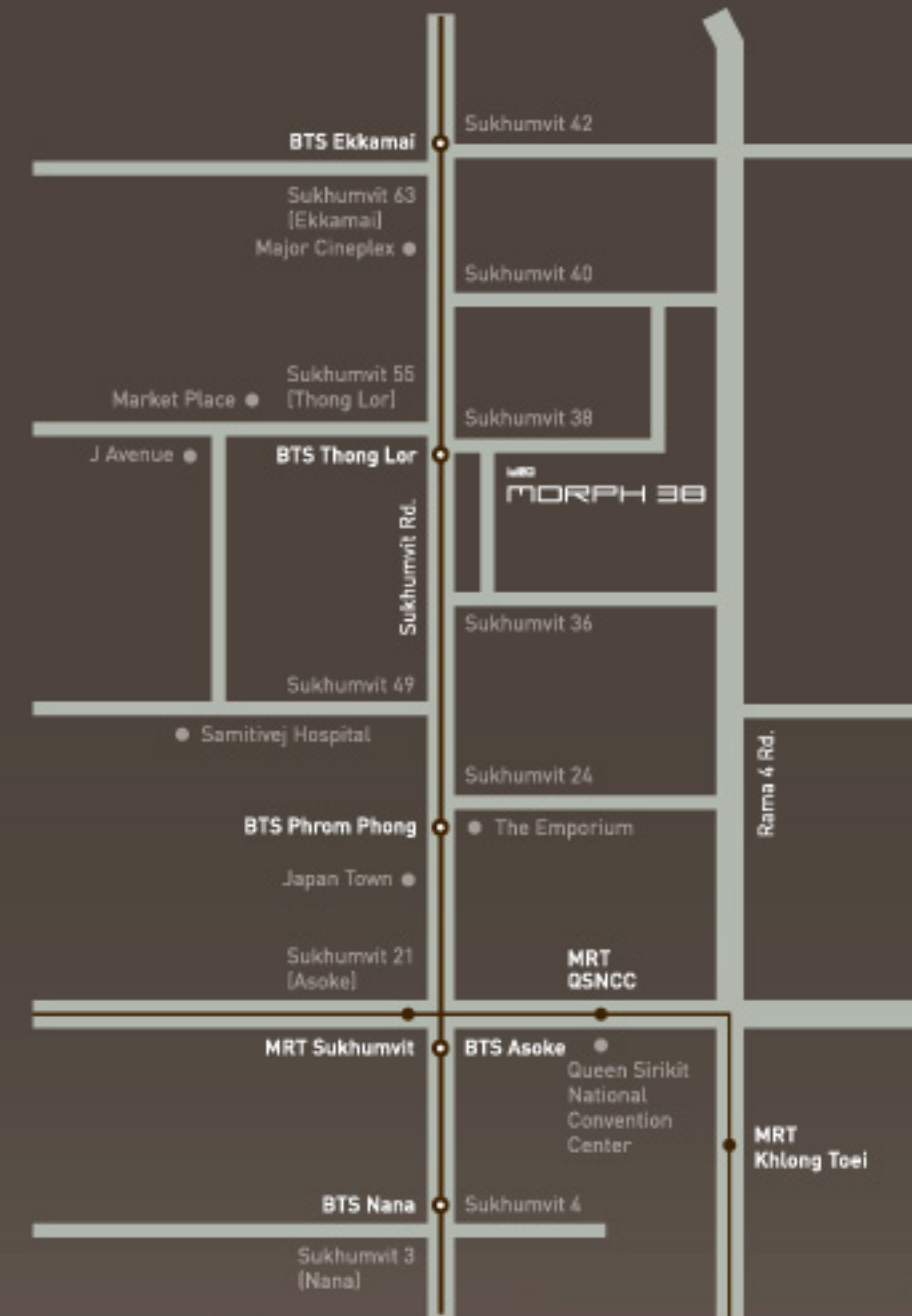 Sukhumvit 42
BTS Ekkamai
Sukhumvit 63
(Ekkamai)
Major Cineplex
Sukhumvit 40
Sukhumvit 55
(Thong Lor)
Market Place
Sukhumvit 38
J Avenue
BTS Thong Lor
MORPH 38
Sukhumvit Rd.
Sukhumvit 36
Sukhumvit 49
Samitivej Hospital
Rama 4 Rd.
Sukhumvit 24
BTS Phrom Phong
The Emporium
Japan Town
Sukhumvit 21
(Asoke)
MRT
QSNCC
MRT Sukhumvit
BTS Asoke
Queen Sirikit
National
Convention
Center
MRT
Khlong Toei
BTS Nana
Sukhumvit 4
Sukhumvit 3
(Nana)